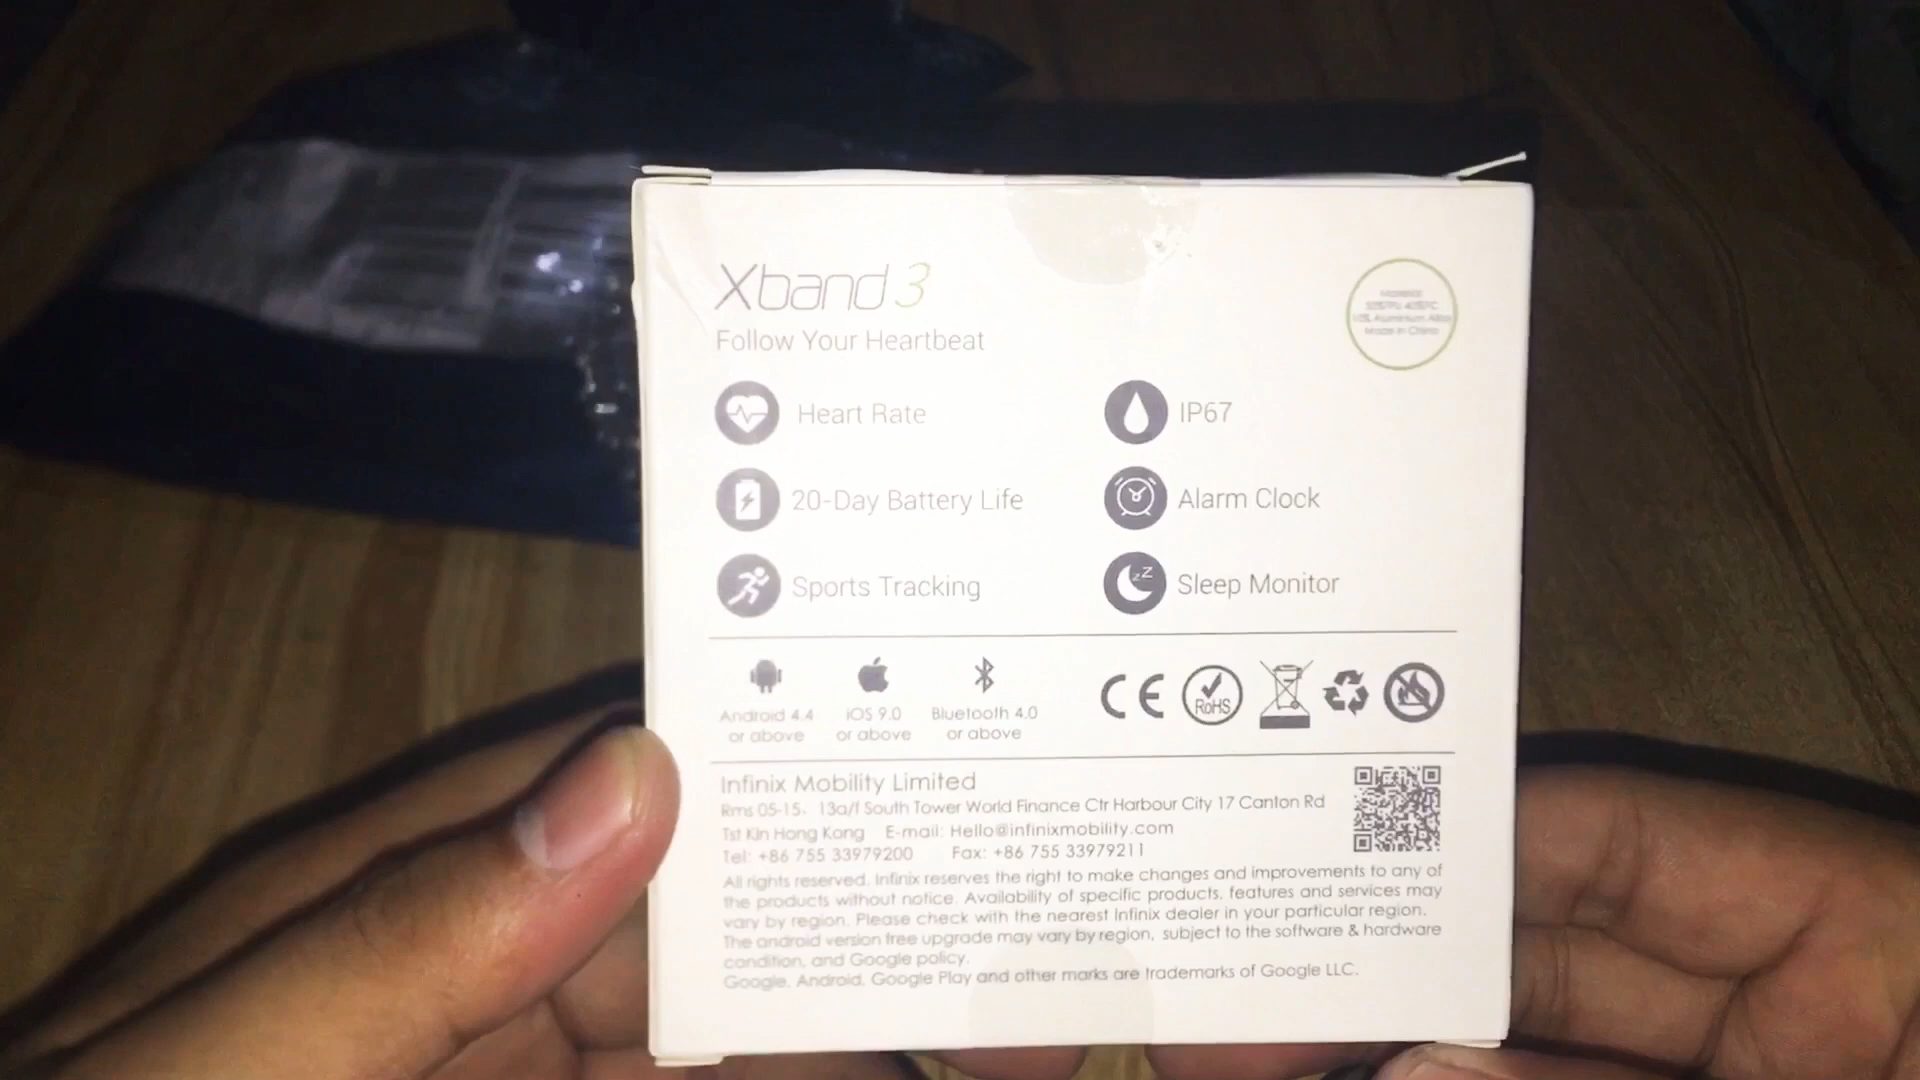 Xband 3
Follow Your Heartbeat
Material:
Aluminium Alloy
Made in China
Heart Rate
IP67
20-Day Battery Life
Alarm Clock
Sports Tracking
Sleep Monitor
Android 4.4
or above
iOS 9.0
or above
Bluetooth 4.0
or above
CE
RoHS
Infinix Mobility Limited
Rms 05-15, 13a/f South Tower World Finance Ctr Harbour City 17 Canton Rd
Tst Kln Hong Kong E-mail: Hello@infinixmobility.com
Tel: +86 755 33979200 Fax: +86 755 33979211
All rights reserved. Infinix reserves the right to make changes and improvements to any of
the products without notice. Availability of specific products, features and services may
vary by region. Please check with the nearest Infinix dealer in your particular region.
The android version free upgrade may vary by region, subject to the software & hardware
condition, and Google policy.
Google, Android, Google Play and other marks are trademarks of Google LLC.